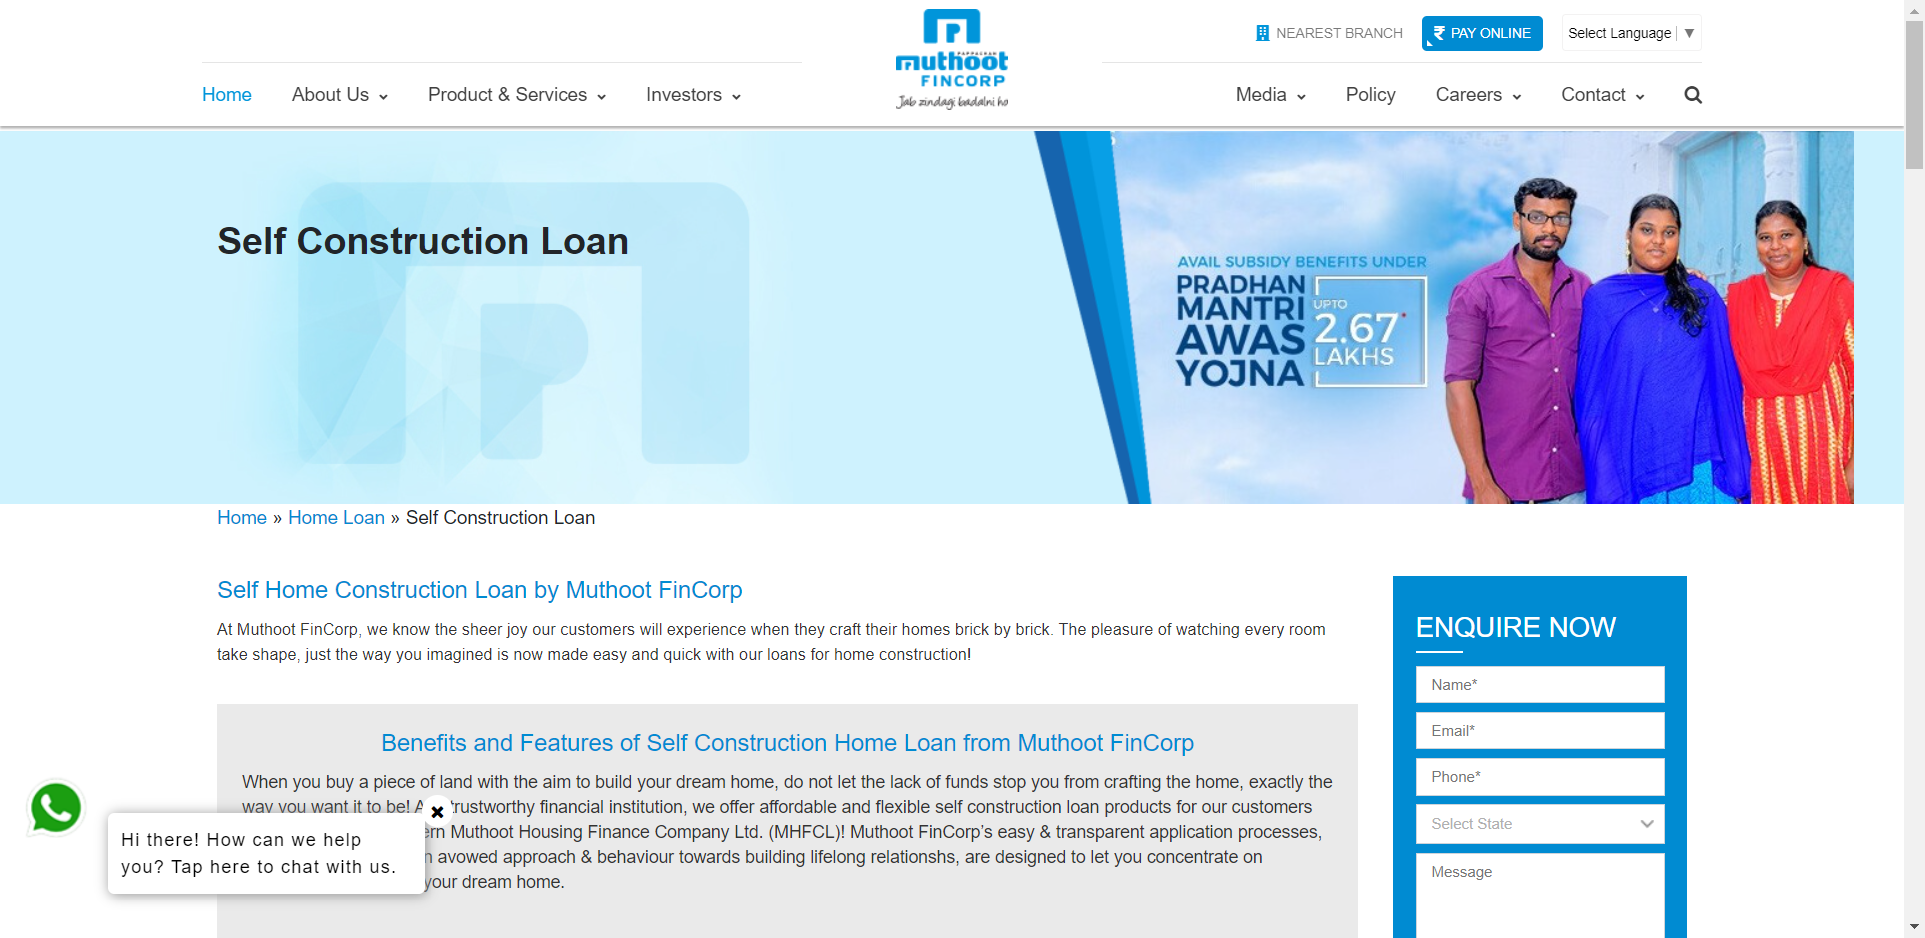 PAPPACHAN
muthoot
FINCORP
Jab zindagi badalni ho
NEAREST BRANCH
PAY ONLINE
Select Language ▼
Home
About Us
Product & Services
Investors
Media
Policy
Careers
Contact
Self Construction Loan
AVAIL SUBSIDY BENEFITS UNDER
PRADHAN
MANTRI
AWAS
YOJNA
UPTO
2.67*
LAKHS
Home » Home Loan » Self Construction Loan
Self Home Construction Loan by Muthoot FinCorp
At Muthoot FinCorp, we know the sheer joy our customers will experience when they craft their homes brick by brick. The pleasure of watching every room
take shape, just the way you imagined is now made easy and quick with our loans for home construction!
Benefits and Features of Self Construction Home Loan from Muthoot FinCorp
When you buy a piece of land with the aim to build your dream home, do not let the lack of funds stop you from crafting the home, exactly the
way you want it to be! A trustworthy financial institution, we offer affordable and flexible self construction loan products for our customers
Muthoot Housing Finance Company Ltd. (MHFCL)! Muthoot FinCorp’s easy & transparent application processes,
avowed approach & behaviour towards building lifelong relationshs, are designed to let you concentrate on
your dream home.
Hi there! How can we help
you? Tap here to chat with us.
ENQUIRE NOW
Name*
Email*
Phone*
Select State
Message